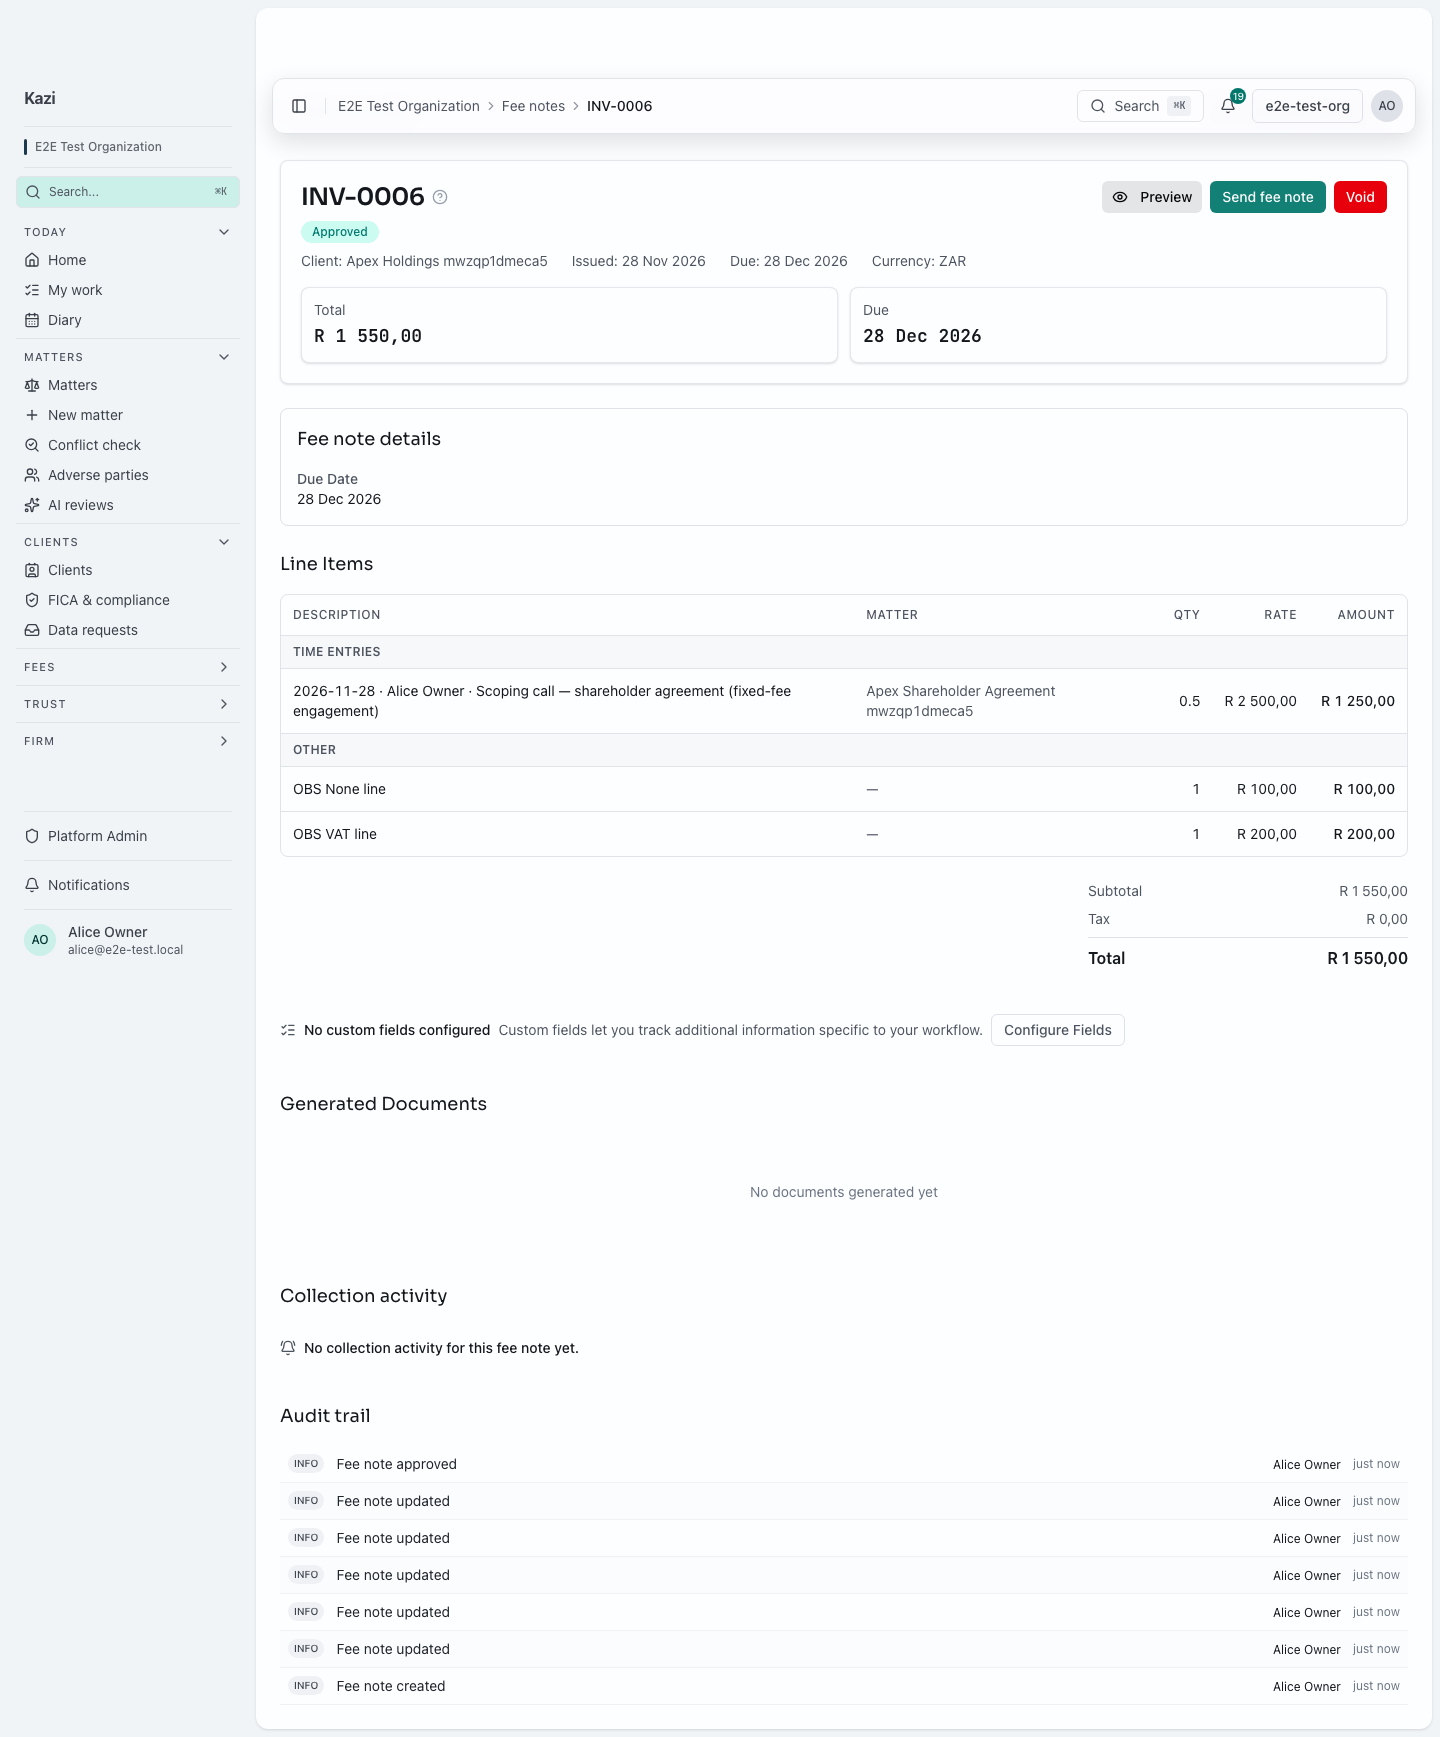 Kazi
E2E Test Organization
Search... ⌘K
TODAY
Home
My work
Diary
MATTERS
Matters
New matter
Conflict check
Adverse parties
AI reviews
CLIENTS
Clients
FICA & compliance
Data requests
FEES
TRUST
FIRM
Platform Admin
Notifications
AO
Alice Owner
alice@e2e-test.local
E2E Test Organization > Fee notes > INV-0006
Search ⌘K
19
e2e-test-org
AO
INV-0006
Preview
Send fee note
Void
Approved
Client: Apex Holdings mwzqp1dmeca5 Issued: 28 Nov 2026 Due: 28 Dec 2026 Currency: ZAR
Total
R 1 550,00
Due
28 Dec 2026
Fee note details
Due Date
28 Dec 2026
Line Items
DESCRIPTION MATTER QTY RATE AMOUNT
TIME ENTRIES
2026-11-28 · Alice Owner · Scoping call — shareholder agreement (fixed-fee
engagement)
Apex Shareholder Agreement
mwzqp1dmeca5
0.5 R 2 500,00 R 1 250,00
OTHER
OBS None line — 1 R 100,00 R 100,00
OBS VAT line — 1 R 200,00 R 200,00
Subtotal R 1 550,00
Tax R 0,00
Total R 1 550,00
No custom fields configured Custom fields let you track additional information specific to your workflow. Configure Fields
Generated Documents
No documents generated yet
Collection activity
No collection activity for this fee note yet.
Audit trail
INFO Fee note approved Alice Owner just now
INFO Fee note updated Alice Owner just now
INFO Fee note updated Alice Owner just now
INFO Fee note updated Alice Owner just now
INFO Fee note updated Alice Owner just now
INFO Fee note updated Alice Owner just now
INFO Fee note created Alice Owner just now